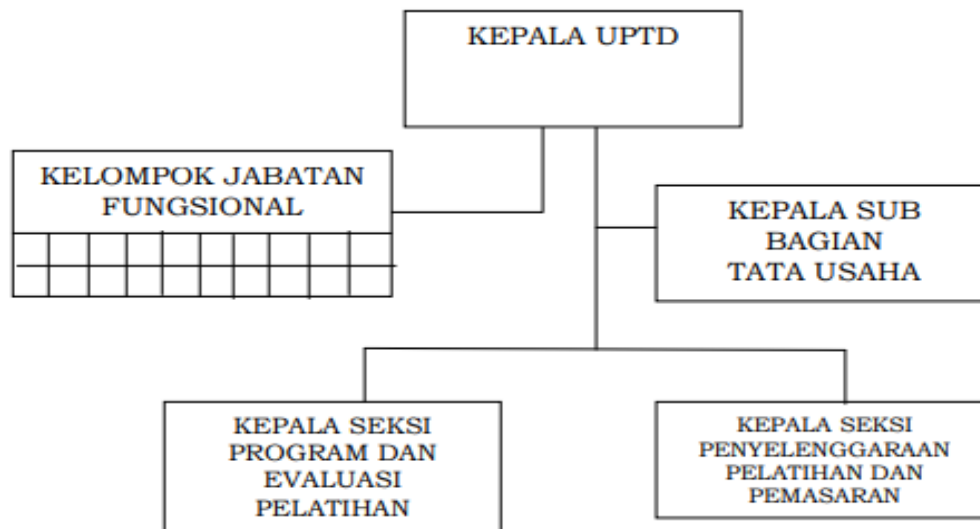 KEPALA UPTD
KELOMPOK JABATAN
FUNGSIONAL
KEPALA SUB
BAGIAN
TATA USAHA
KEPALA SEKSI
PROGRAM DAN
EVALUASI
PELATIHAN
KEPALA SEKSI
PENYELENGGARAAN
PELATIHAN DAN
PEMASARAN